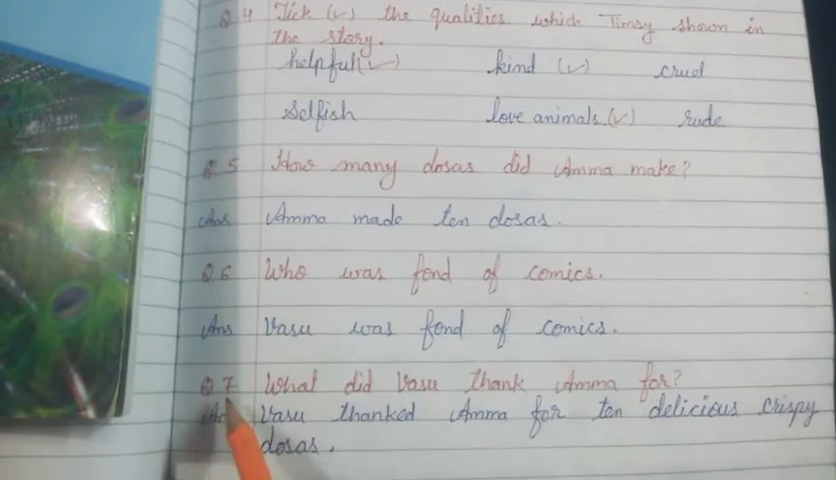 Q.4 Tick (✓) the qualities which Timsy shown in
the story.
helpful(✓) kind (✓) cruel
Selfish love animals.(✓) rude
Q.5 How many dosas did Amma make?
Ans Amma made ten dosas.
Q.6 Who was fond of comics.
Ans Vasu was fond of comics.
Q.7 What did Vasu thank Amma for?
Vasu thanked Amma for ten delicious crispy
dosas.